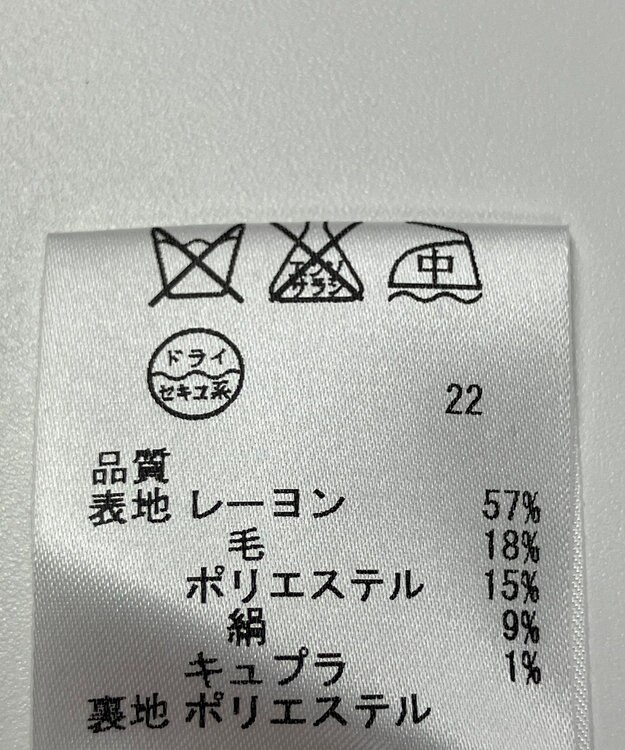 エンソ
サラシ
中
ドライ
セキユ系
22
品質
表地 レーヨン 57%
毛 18%
ポリエステル 15%
絹 9%
キュプラ 1%
裏地 ポリエステル